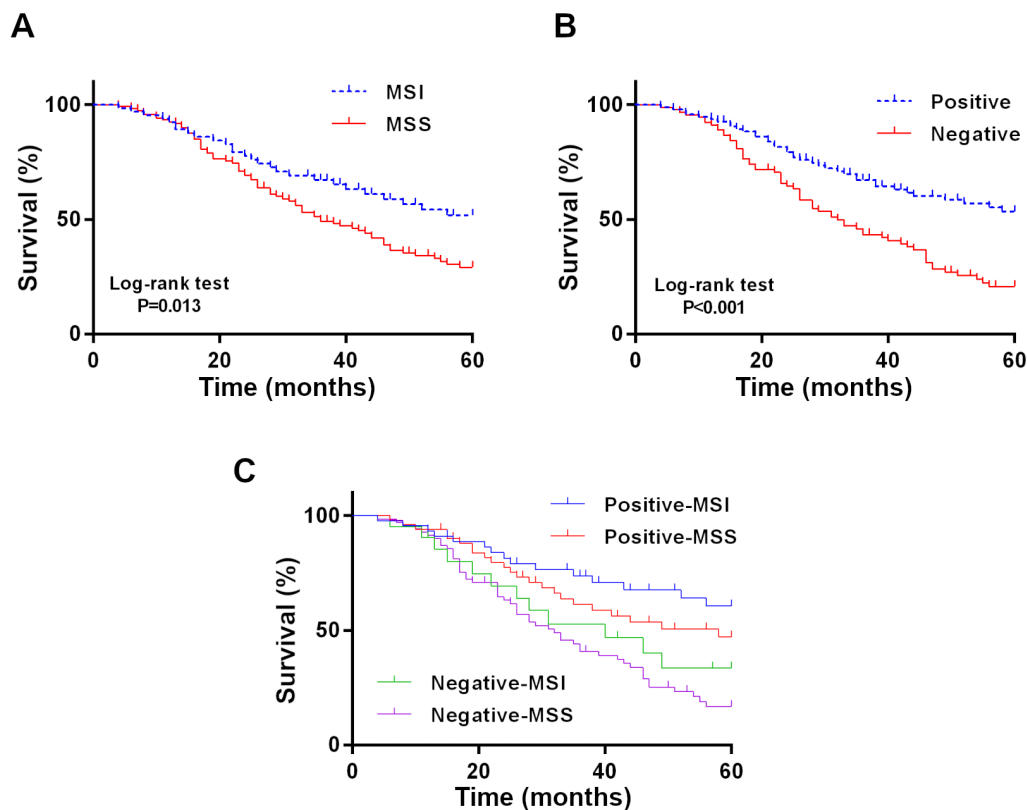 A
MSI
MSS
100
50
0
Survival (%)
Log-rank test
P=0.013
0
20
40
60
Time (months)
B
Positive
Negative
100
50
0
Survival (%)
Log-rank test
P<0.001
0
20
40
60
Time (months)
C
Positive-MSI
Positive-MSS
100
50
0
Survival (%)
Negative-MSI
Negative-MSS
0
20
40
60
Time (months)